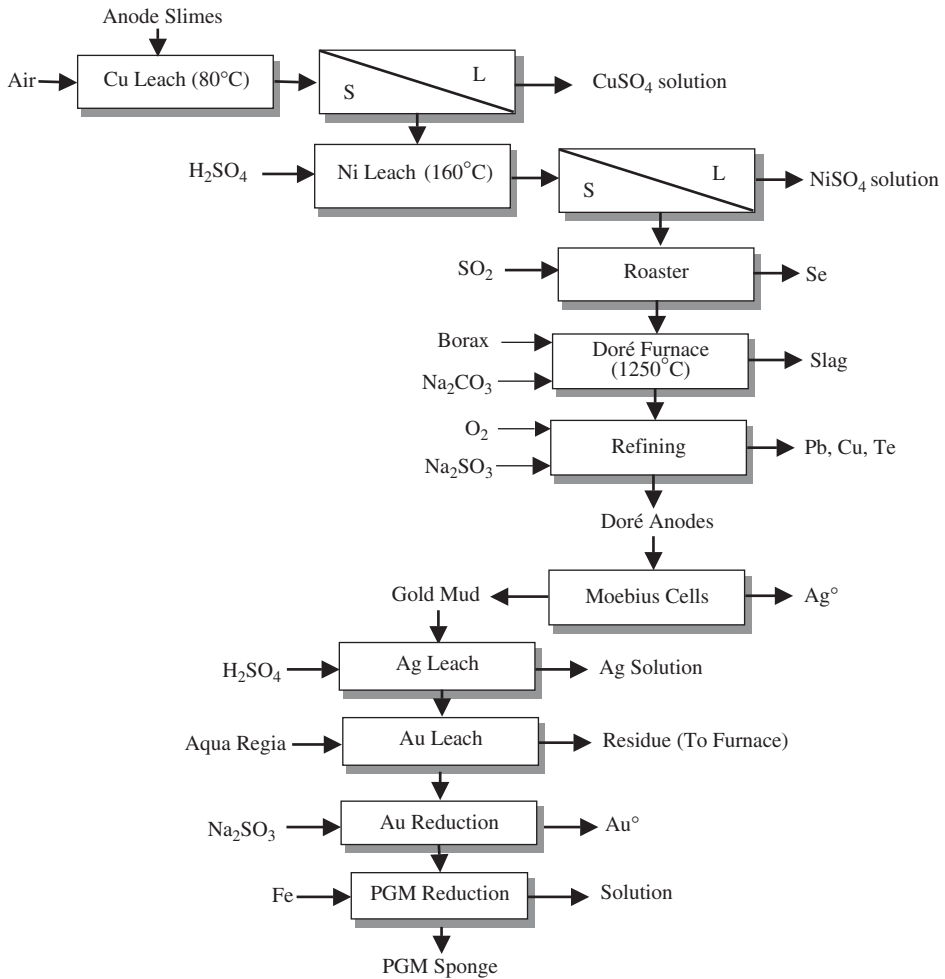 Anode Slimes
Air
Cu Leach (80°C)
S
L
CuSO₄ solution
H₂SO₄
Ni Leach (160°C)
S
L
NiSO₄ solution
SO₂
Roaster
Se
Borax
Na₂CO₃
Doré Furnace
(1250°C)
Slag
O₂
Na₂SO₃
Refining
Pb, Cu, Te
Doré Anodes
Gold Mud
Moebius Cells
Ag°
H₂SO₄
Ag Leach
Ag Solution
Aqua Regia
Au Leach
Residue (To Furnace)
Na₂SO₃
Au Reduction
Au°
Fe
PGM Reduction
Solution
PGM Sponge